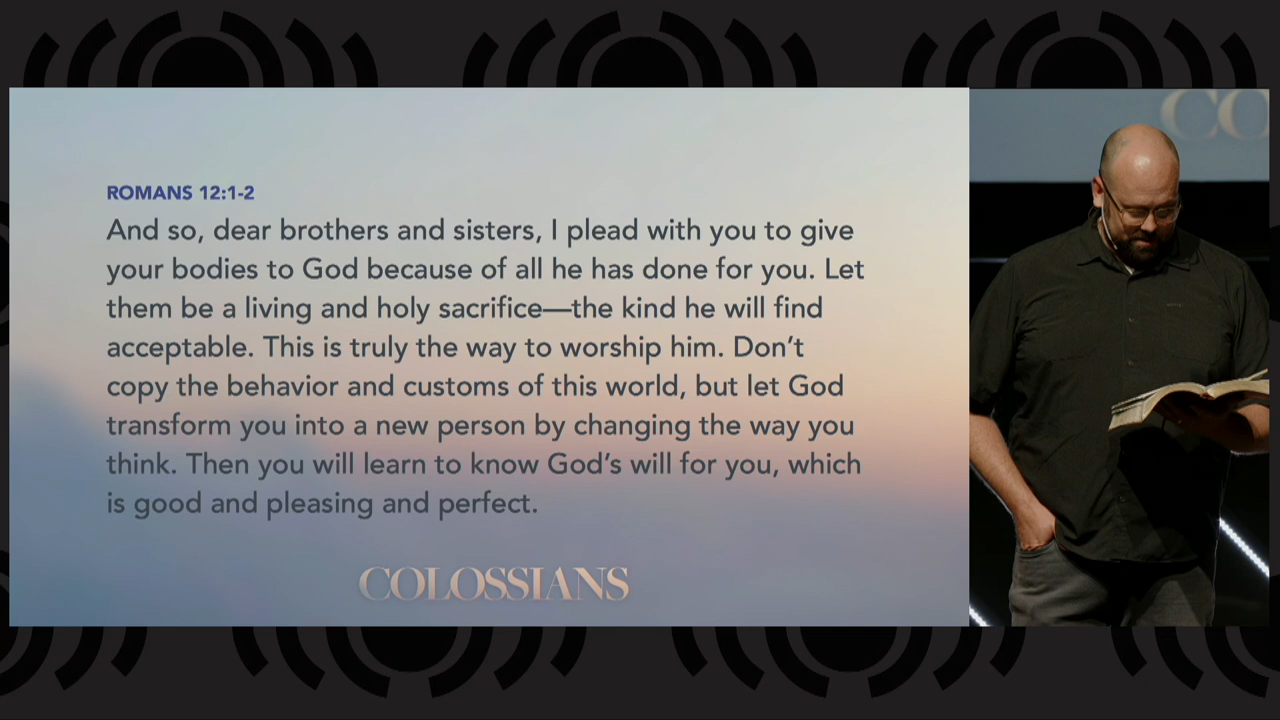 ROMANS 12:1-2
And so, dear brothers and sisters, I plead with you to give
your bodies to God because of all he has done for you. Let
them be a living and holy sacrifice—the kind he will find
acceptable. This is truly the way to worship him. Don’t
copy the behavior and customs of this world, but let God
transform you into a new person by changing the way you
think. Then you will learn to know God’s will for you, which
is good and pleasing and perfect.
COLOSSIANS
CO